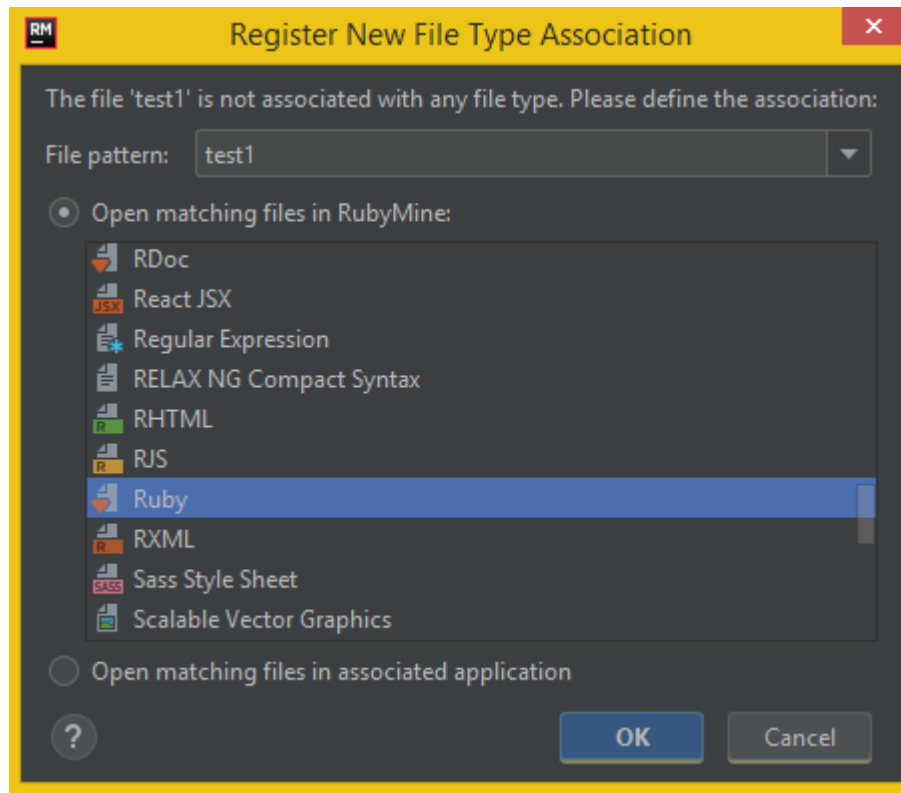 RM
Register New File Type Association
The file 'test1' is not associated with any file type. Please define the association:
File pattern: test1
Open matching files in RubyMine:
RDoc
JSX React JSX
Regular Expression
RELAX NG Compact Syntax
R RHTML
R RJS
Ruby
R RXML
SASS Sass Style Sheet
Scalable Vector Graphics
Open matching files in associated application
? OK Cancel